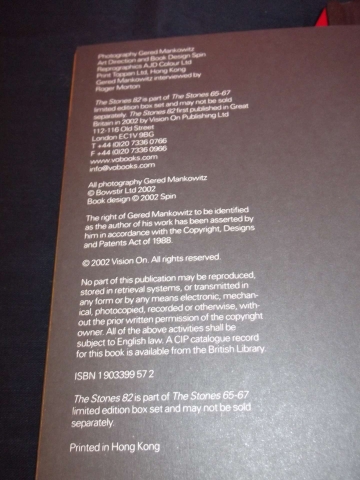 Photography Gered Mankowitz
Art Direction and Book Design Spin
Reprographics AJD Colour Ltd
Print Toppan Ltd, Hong Kong
Gered Mankowitz interviewed by
Roger Morton
The Stones 82 is part of The Stones 65-67
limited edition box set and may not be sold
separately. The Stones 82 first published in Great
Britain in 2002 by Vision On Publishing Ltd
112-116 Old Street
London EC1V 9BG
T +44 (0)20 7336 0766
F +44 (0)20 7336 0966
www.vobooks.com
info@vobooks.com
All photography Gered Mankowitz
© Bowstir Ltd 2002
Book design © 2002 Spin
The right of Gered Mankowitz to be identified
as the author of his work has been asserted by
him in accordance with the Copyright, Designs
and Patents Act of 1988.
© 2002 Vision On. All rights reserved.
No part of this publication may be reproduced,
stored in retrieval systems, or transmitted in
any form or by any means electronic, mechan-
ical, photocopied, recorded or otherwise, with-
out the prior written permission of the copyright
owner. All of the above activities shall be
subject to English law. A CIP catalogue record
for this book is available from the British Library.
ISBN 1 903399 57 2
The Stones 82 is part of The Stones 65-67
limited edition box set and may not be sold
separately.
Printed in Hong Kong